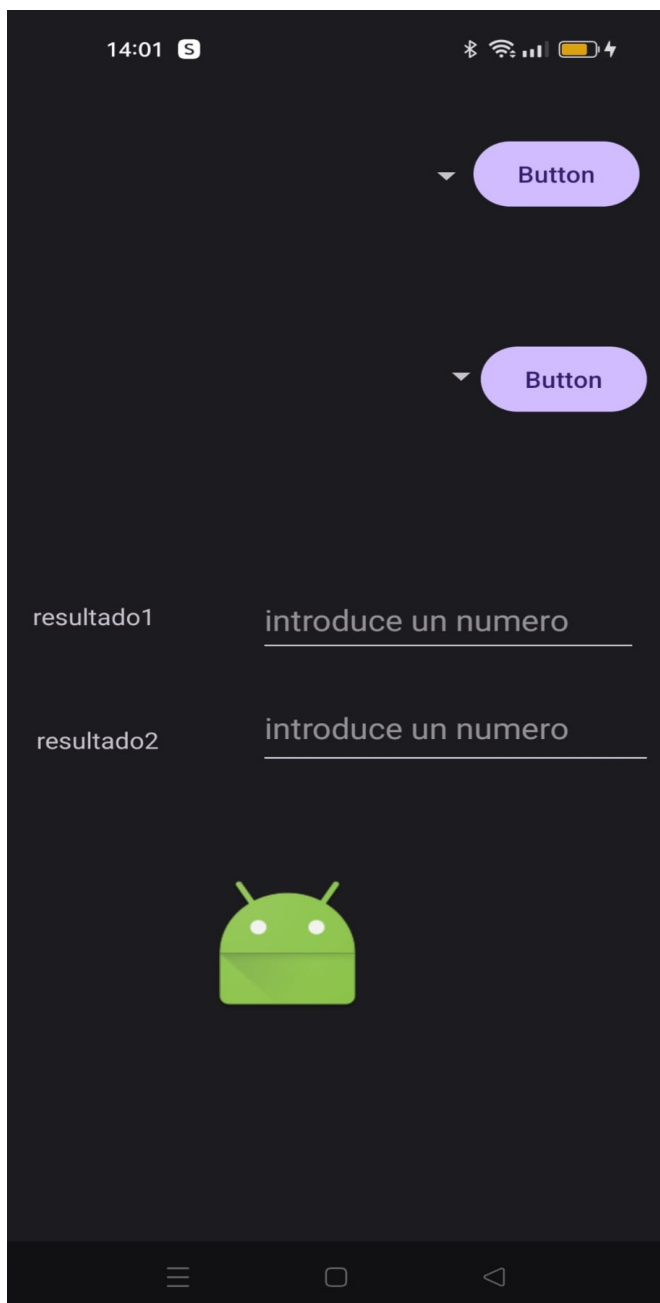 14:01 S
Button
Button
resultado1
introduce un numero
resultado2
introduce un numero